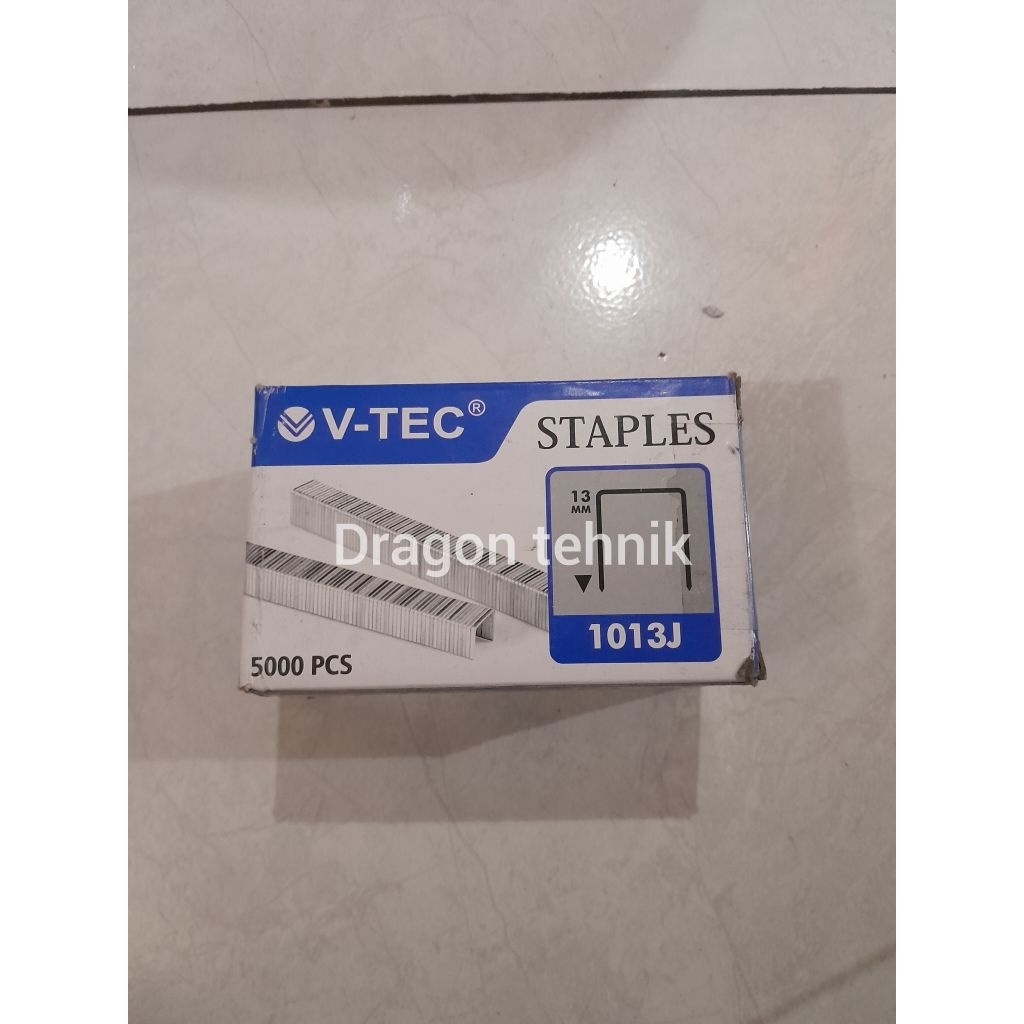 V-TEC®
STAPLES
13
MM
Dragon tehnik
1013J
5000 PCS